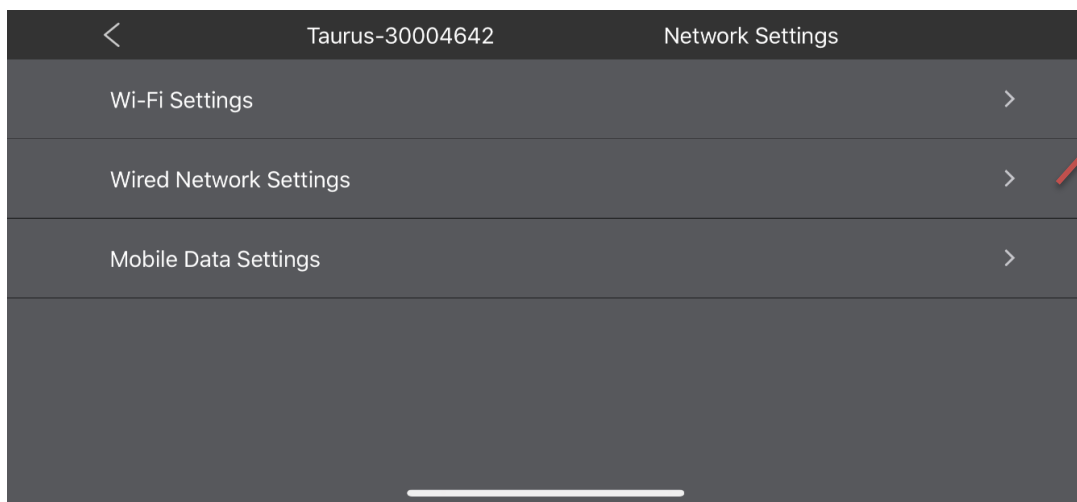 Taurus-30004642 Network Settings
Wi-Fi Settings
Wired Network Settings
Mobile Data Settings